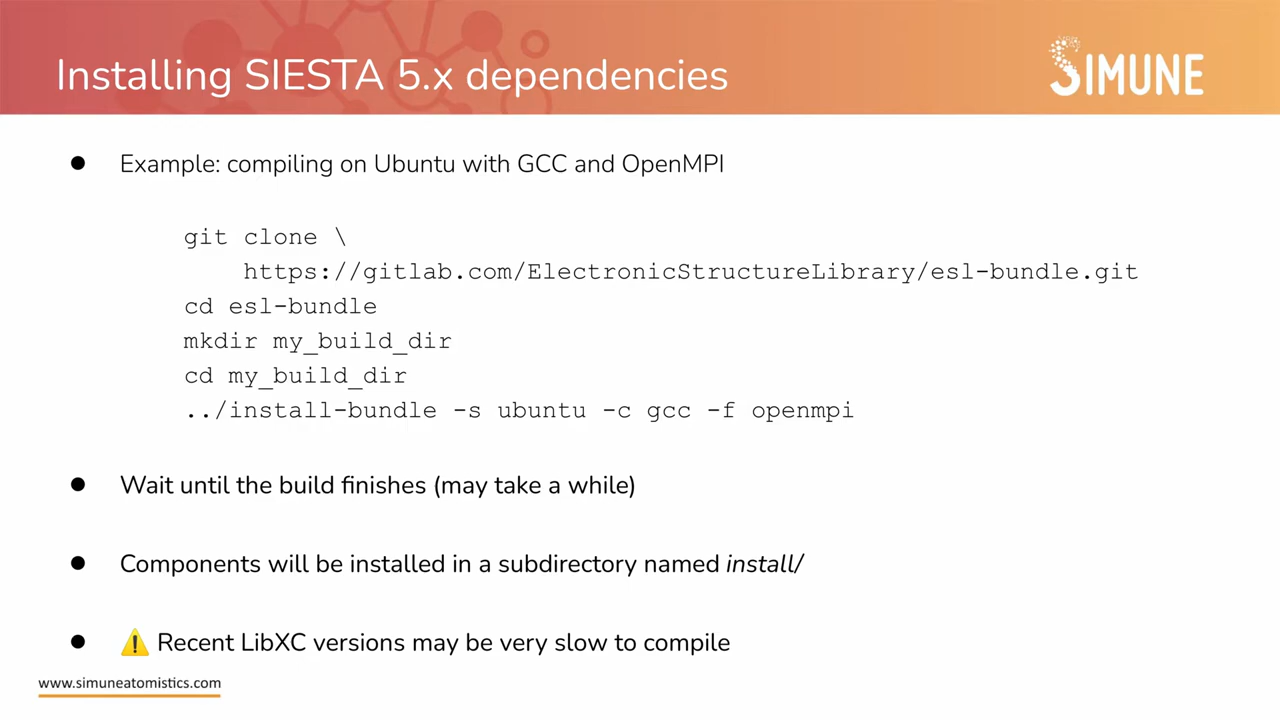 Installing SIESTA 5.x dependencies
SIMUNE
● Example: compiling on Ubuntu with GCC and OpenMPI
git clone \
https://gitlab.com/ElectronicStructureLibrary/esl-bundle.git
cd esl-bundle
mkdir my_build_dir
cd my_build_dir
../install-bundle -s ubuntu -c gcc -f openmpi
● Wait until the build finishes (may take a while)
● Components will be installed in a subdirectory named install/
● ⚠️ Recent LibXC versions may be very slow to compile
www.simuneatomistics.com